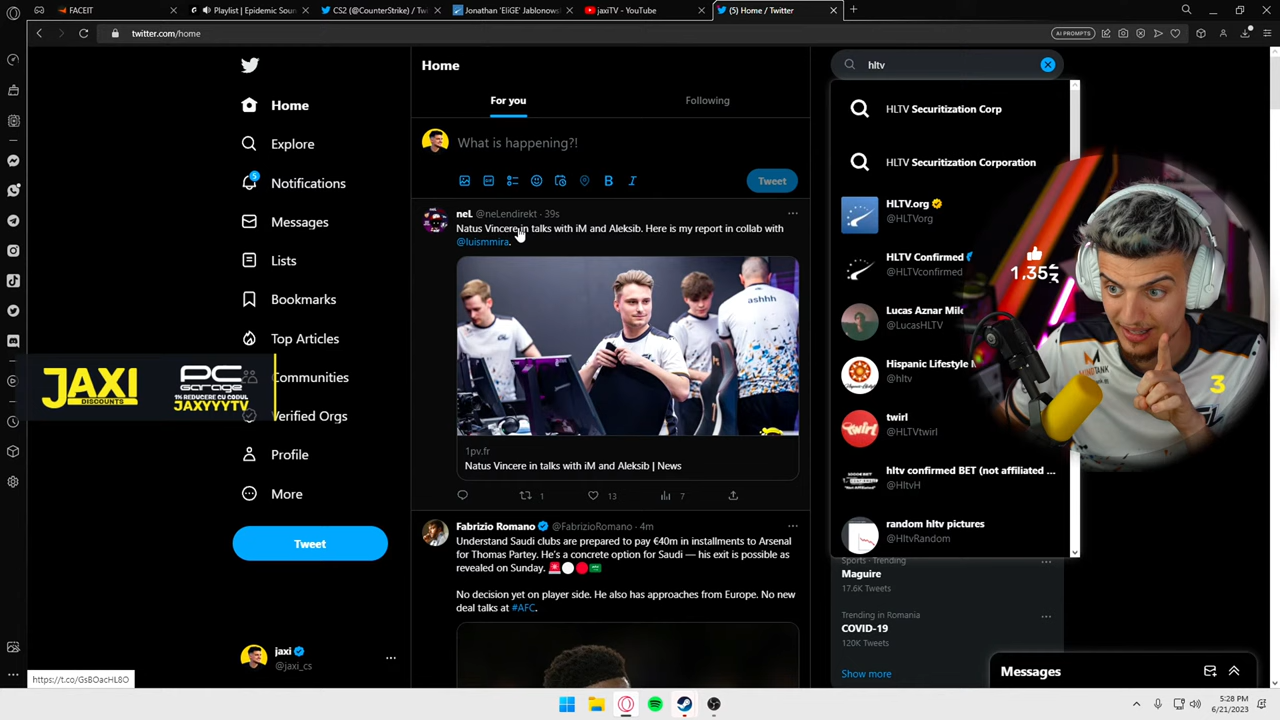 FACEIT
Playlist | Epidemic Soun
CS2 (@CounterStrike) / Twi
Jonathan 'EliGE' Jablonows
jaxiTV - YouTube
(5) Home / Twitter
twitter.com/home
AI PROMPTS
Home
Explore
5
Notifications
Messages
Lists
Bookmarks
Top Articles
Communities
Verified Orgs
Profile
More
Tweet
jaxi
@jaxi_cs
https://t.co/GsBOacHL8O
JAXI
DISCOUNTS
PC
GARAGE
1% REDUCERE CU CODUL
JAXYYYTV
Home
For you
Following
What is happening?!
GIF
Tweet
neL @neLendirekt · 39s
Natus Vincere in talks with iM and Aleksib. Here is my report in collab with
@luismmira.
ashhh
1pv.fr
Natus Vincere in talks with iM and Aleksib | News
1
13
7
Fabrizio Romano @FabrizioRomano · 4m
Understand Saudi clubs are prepared to pay €40m in installments to Arsenal
for Thomas Partey. He's a concrete option for Saudi — his exit is possible as
revealed on Sunday.
No decision yet on player side. He also has approaches from Europe. No new
deal talks at #AFC.
hltv
HLTV Securitization Corp
HLTV Securitization Corporation
HLTV.org
@HLTVorg
HLTV Confirmed
@HLTVconfirmed
Lucas Aznar Mil
@LucasHLTV
Hispanic Lifestyle
@hltv
twirl
@HLTVtwirl
hltv confirmed BET (not affiliated ...
@HltvH
random hltv pictures
@HltvRandom
Sports · Trending
Maguire
17.6K Tweets
Trending in Romania
COVID-19
120K Tweets
Show more
Messages
3
5:28 PM
6/21/2023